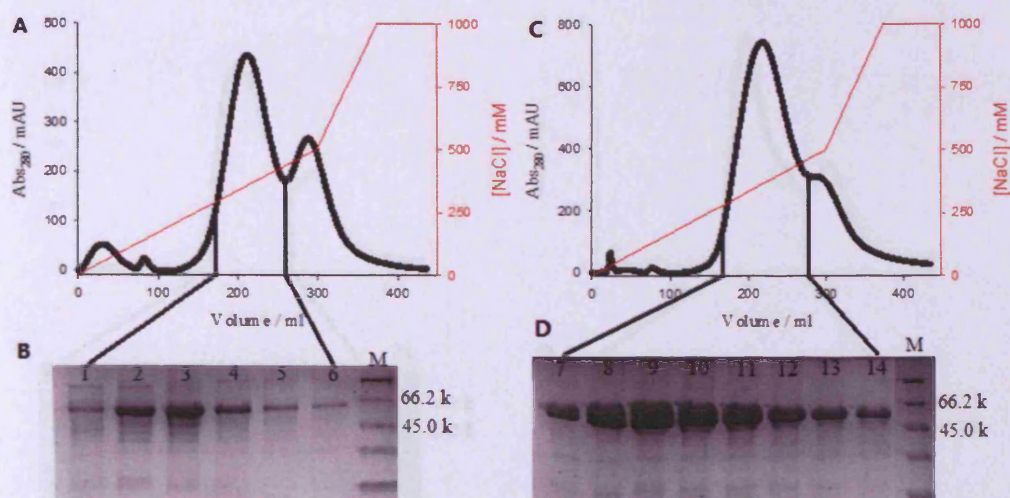 A
500
400
300
200
100
0
Abs280 / mAU
1000
750
500
250
0
[NaCl] / mM
0 100 200 300 400
Volume / ml
B
1 2 3 4 5 6 M
66.2 k
45.0 k
C
800
600
400
200
0
Abs280 / mAU
1000
750
500
250
0
[NaCl] / mM
0 100 200 300 400
Volume / ml
D
7 8 9 10 11 12 13 14 M
66.2 k
45.0 k